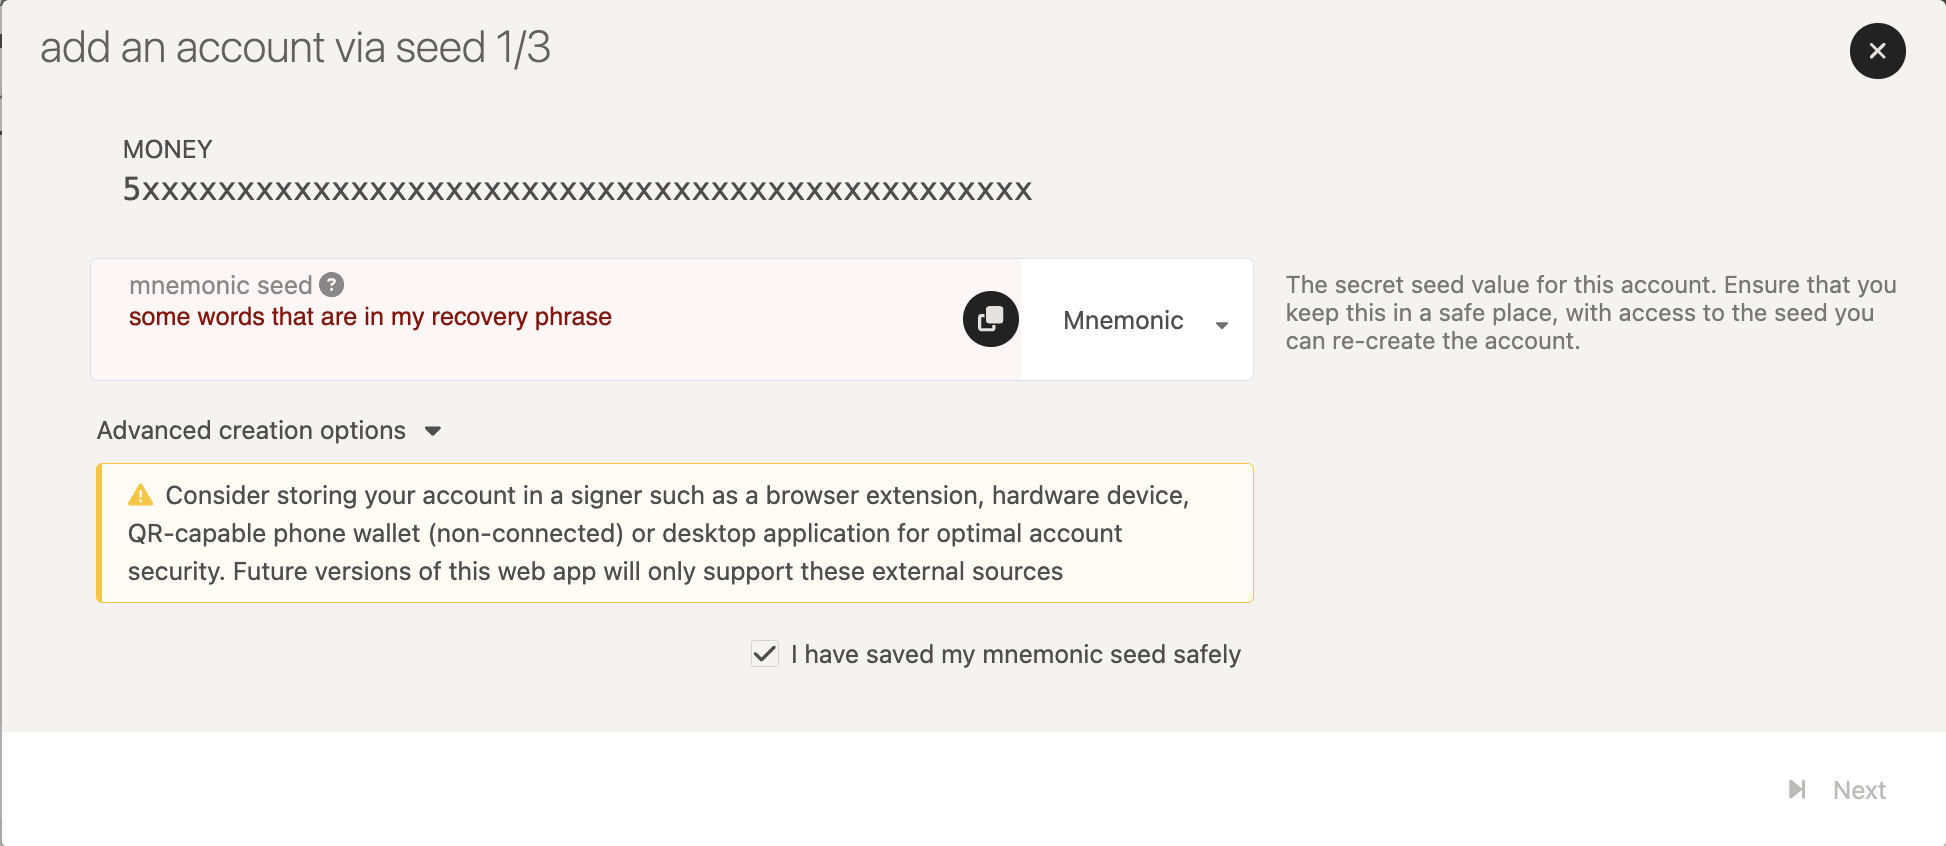 add an account via seed 1/3
MONEY
5xxxxxxxxxxxxxxxxxxxxxxxxxxxxxxxxxxxxxxxxxxxxxxx
mnemonic seed ?
some words that are in my recovery phrase
Mnemonic
The secret seed value for this account. Ensure that you
keep this in a safe place, with access to the seed you
can re-create the account.
Advanced creation options
Consider storing your account in a signer such as a browser extension, hardware device,
QR-capable phone wallet (non-connected) or desktop application for optimal account
security. Future versions of this web app will only support these external sources
I have saved my mnemonic seed safely
Next